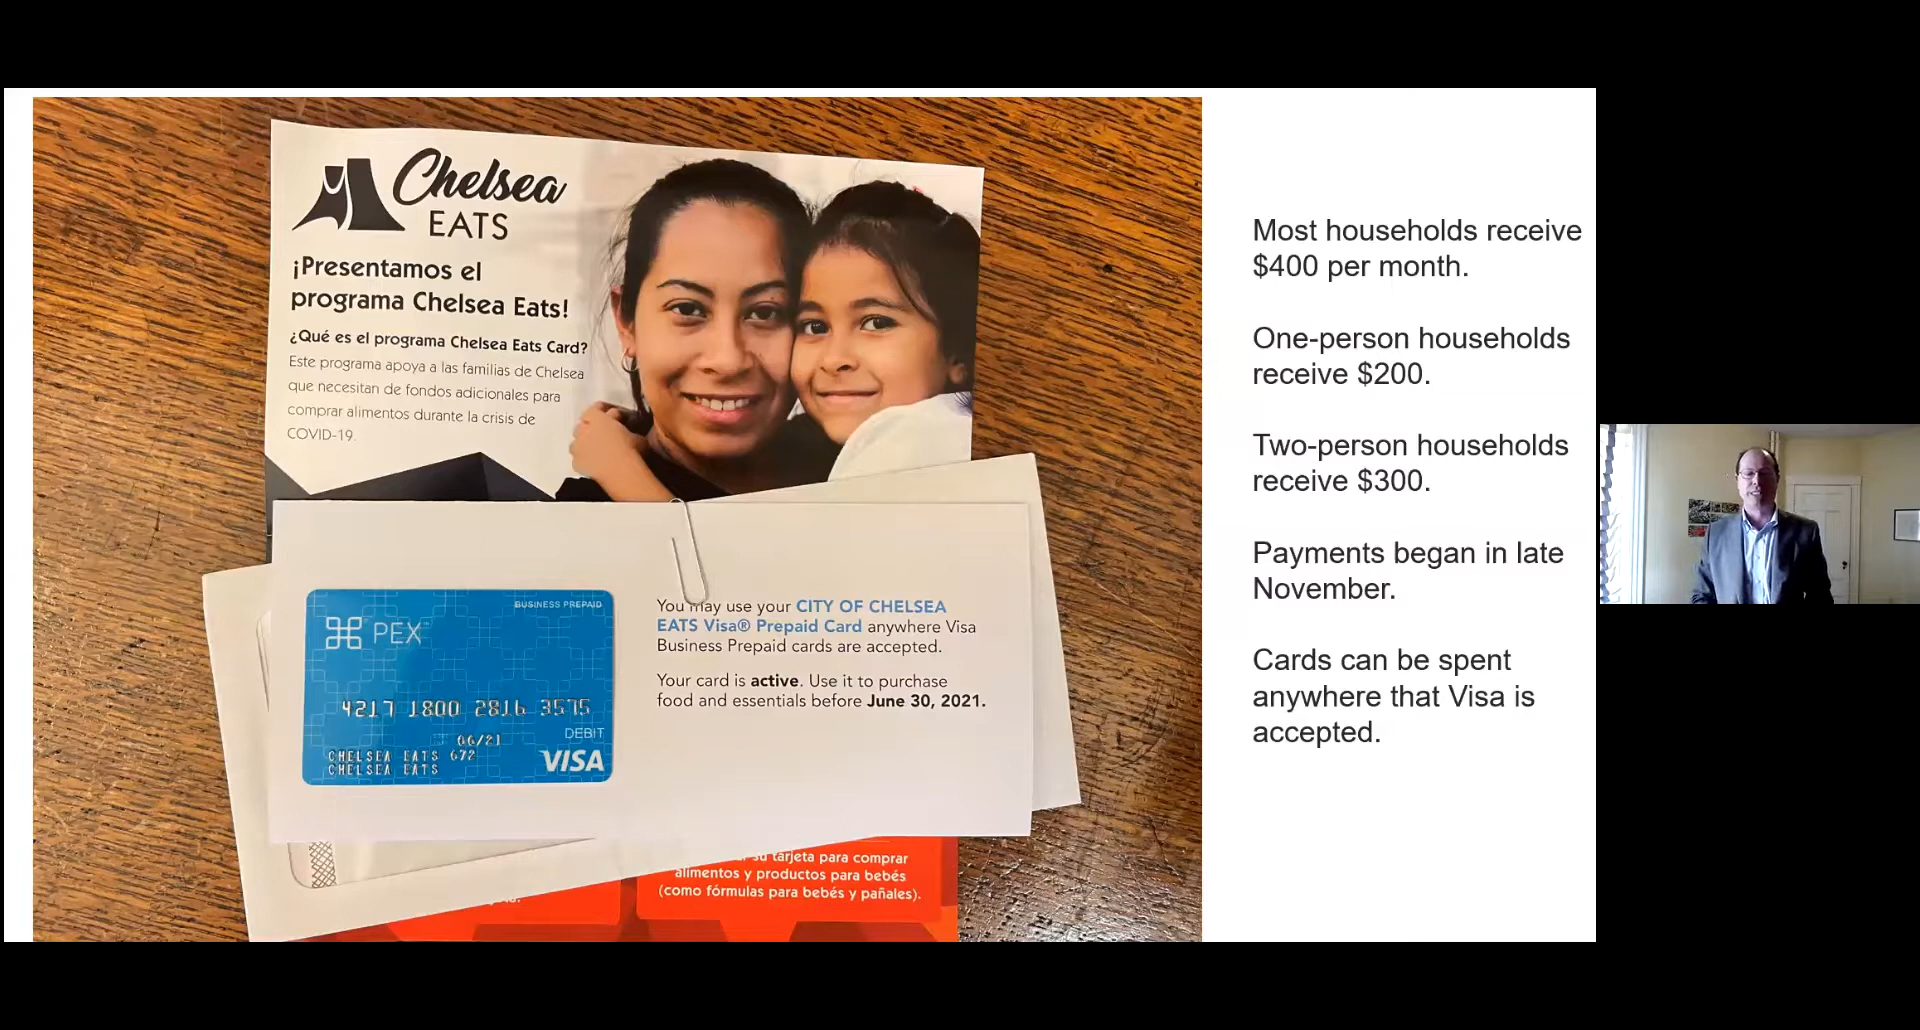 Chelsea
EATS
¡Presentamos el
programa Chelsea Eats!
¿Qué es el programa Chelsea Eats Card?
Este programa apoya a las familias de Chelsea
que necesitan de fondos adicionales para
comprar alimentos durante la crisis de
COVID-19.
BUSINESS PREPAID
PEX
4217 1800 2816 3575
06/21
DEBIT
CHELSEA EATS 672
CHELSEA EATS
VISA
You may use your CITY OF CHELSEA
EATS Visa® Prepaid Card anywhere Visa
Business Prepaid cards are accepted.
Your card is active. Use it to purchase
food and essentials before June 30, 2021.
su tarjeta para comprar
alimentos y productos para bebés
(como fórmulas para bebés y pañales).
Most households receive
$400 per month.
One-person households
receive $200.
Two-person households
receive $300.
Payments began in late
November.
Cards can be spent
anywhere that Visa is
accepted.